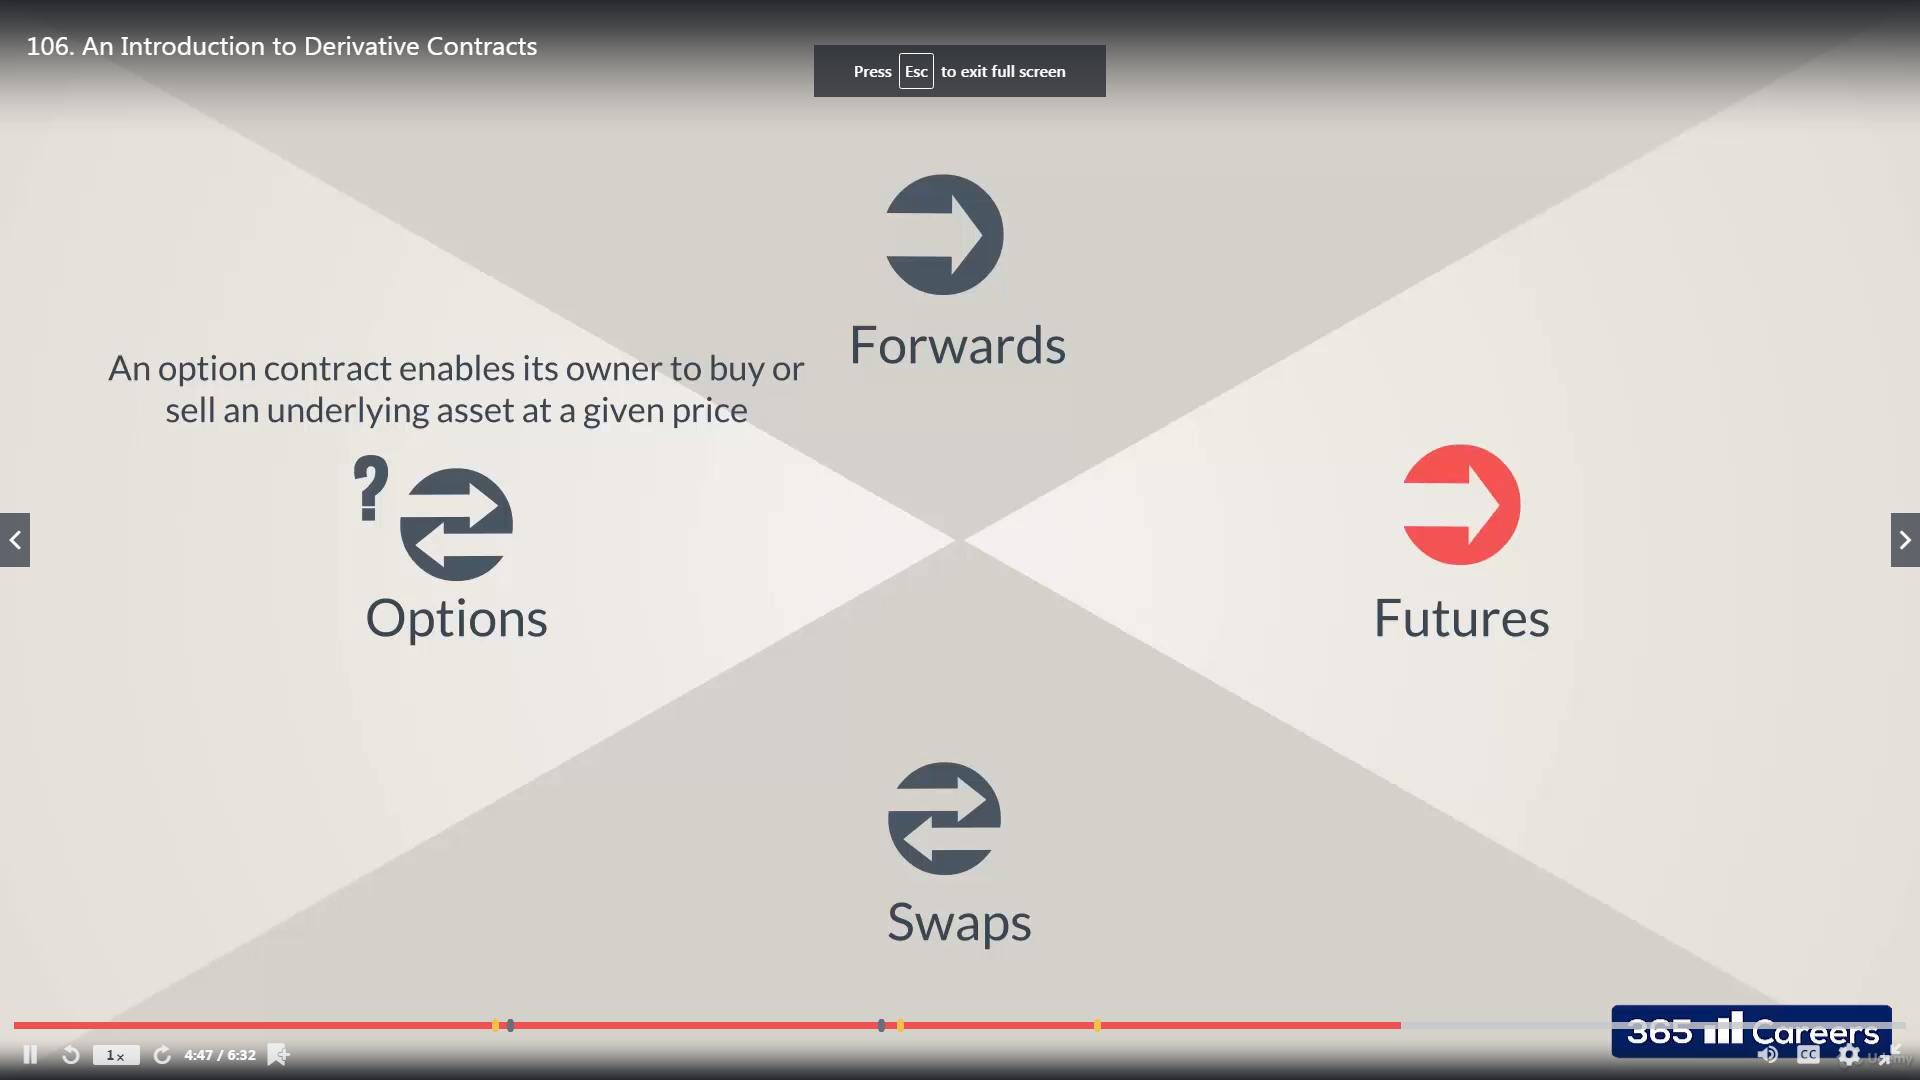 106. An Introduction to Derivative Contracts
Press Esc to exit full screen
Forwards
An option contract enables its owner to buy or
sell an underlying asset at a given price
?
Options
Futures
Swaps
365 Careers
1x
4:47 / 6:32
CC
Udemy